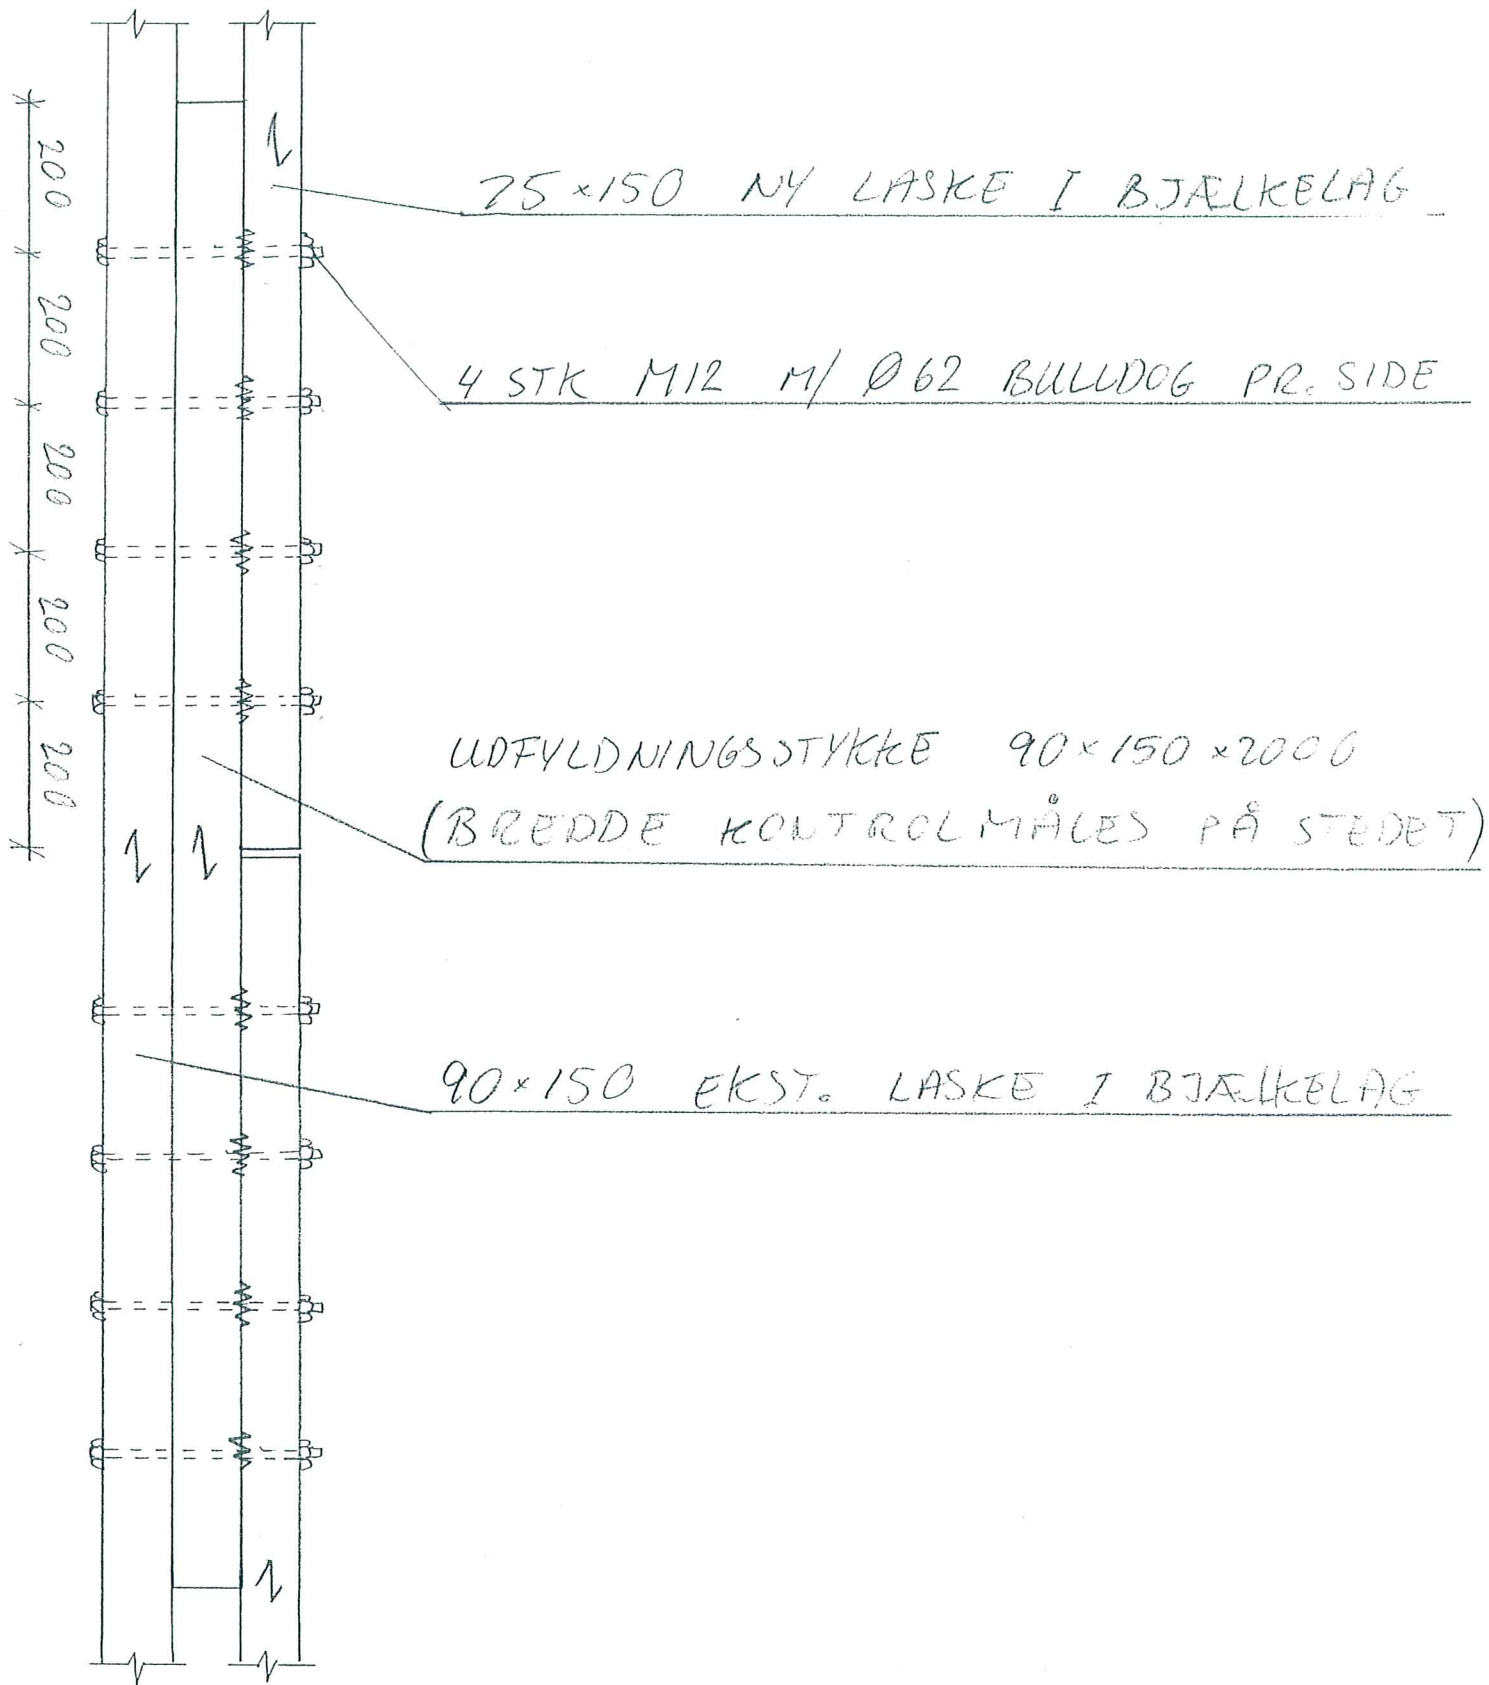 200
200
200
200
200
75×150 NY LASKE I BJÆLKELAG
4 STK M12 M/ Ø62 BULLDOG PR. SIDE
UDFYLDNINGSSTYKKE 90×150×2000
(BREDDE KONTROLMÅLES PÅ STEDET)
90×150 EKST. LASKE I BJÆLKELAG